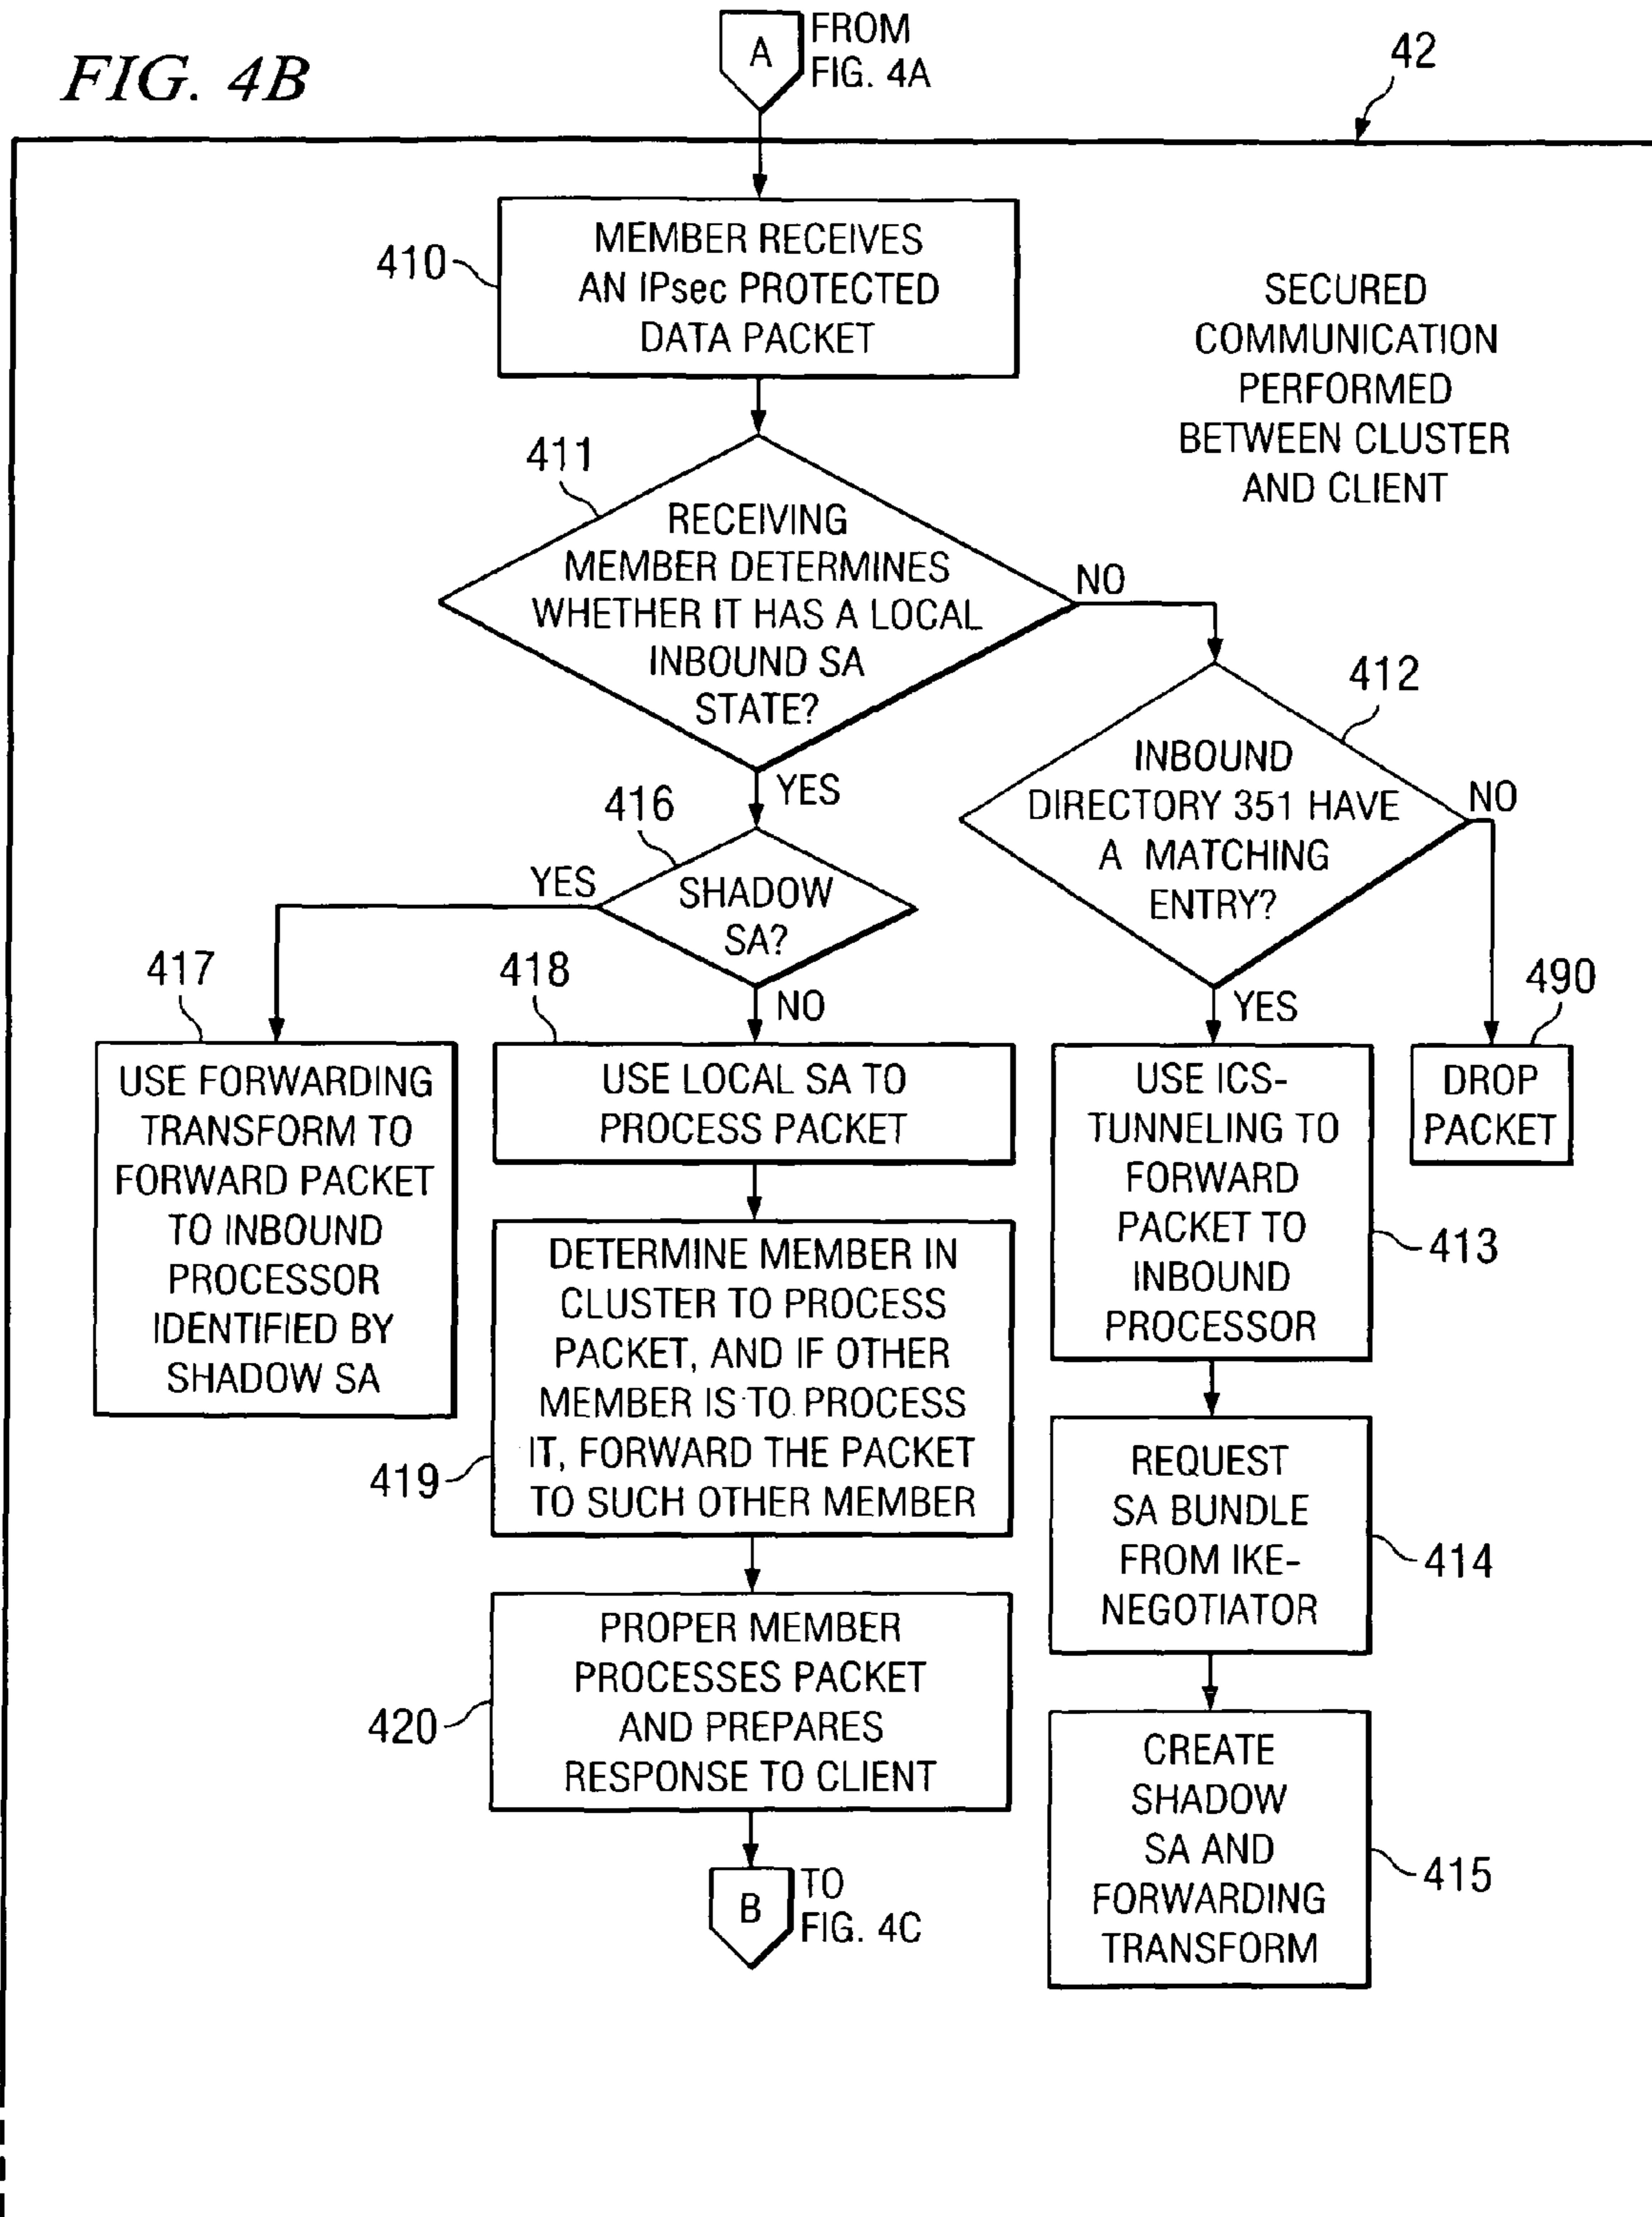 FIG. 4B
A
FROM
FIG. 4A
42
410
MEMBER RECEIVES
AN IPsec PROTECTED
DATA PACKET
SECURED
COMMUNICATION
PERFORMED
BETWEEN CLUSTER
AND CLIENT
411
RECEIVING
MEMBER DETERMINES
WHETHER IT HAS A LOCAL
INBOUND SA
STATE?
NO
YES
412
INBOUND
DIRECTORY 351 HAVE
A MATCHING
ENTRY?
NO
YES
416
SHADOW
SA?
YES
NO
417
USE FORWARDING
TRANSFORM TO
FORWARD PACKET
TO INBOUND
PROCESSOR
IDENTIFIED BY
SHADOW SA
418
USE LOCAL SA TO
PROCESS PACKET
490
DROP
PACKET
USE ICS-
TUNNELING TO
FORWARD
PACKET TO
INBOUND
PROCESSOR
413
419
DETERMINE MEMBER IN
CLUSTER TO PROCESS
PACKET, AND IF OTHER
MEMBER IS TO PROCESS
IT, FORWARD THE PACKET
TO SUCH OTHER MEMBER
REQUEST
SA BUNDLE
FROM IKE-
NEGOTIATOR
414
420
PROPER MEMBER
PROCESSES PACKET
AND PREPARES
RESPONSE TO CLIENT
CREATE
SHADOW
SA AND
FORWARDING
TRANSFORM
415
B
TO
FIG. 4C